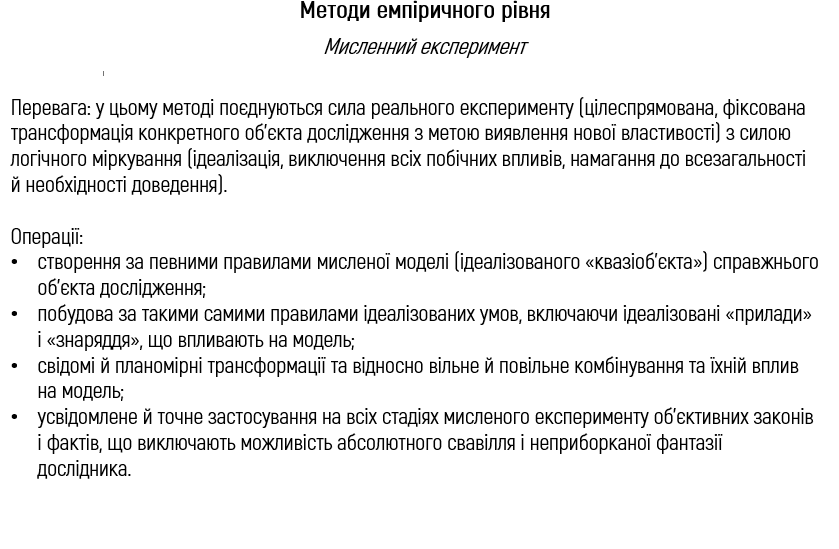 Методи емпіричного рівня
Мисленний експеримент
Перевага: у цьому методі поєднуються сила реального експерименту (цілеспрямована, фіксована
трансформація конкретного об’єкта дослідження з метою виявлення нової властивості) з силою
логічного міркування (ідеалізація, виключення всіх побічних впливів, намагання до всезагальності
й необхідності доведення).
Операції:
• створення за певними правилами мисленої моделі (ідеалізованого «квазіоб’єкта») справжнього
об’єкта дослідження;
• побудова за такими самими правилами ідеалізованих умов, включаючи ідеалізовані «прилади»
і «знаряддя», що впливають на модель;
• свідомі й планомірні трансформації та відносно вільне й повільне комбінування та їхній вплив
на модель;
• усвідомлене й точне застосування на всіх стадіях мисленого експерименту об’єктивних законів
і фактів, що виключають можливість абсолютного свавілля і неприборканої фантазії
дослідника.